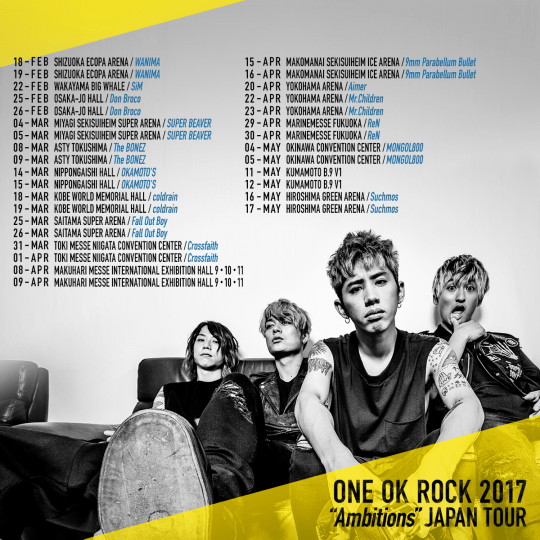 18-FEB SHIZUOKA ECOPA ARENA / WANIMA
19-FEB SHIZUOKA ECOPA ARENA / WANIMA
22-FEB WAKAYAMA BIG WHALE / SiM
25-FEB OSAKA-JO HALL / Don Broco
26-FEB OSAKA-JO HALL / Don Broco
04-MAR MIYAGI SEKISUIHEIM SUPER ARENA / SUPER BEAVER
05-MAR MIYAGI SEKISUIHEIM SUPER ARENA / SUPER BEAVER
08-MAR ASTY TOKUSHIMA / The BONEZ
09-MAR ASTY TOKUSHIMA / The BONEZ
14-MAR NIPPONGAISHI HALL / OKAMOTO'S
15-MAR NIPPONGAISHI HALL / OKAMOTO'S
18-MAR KOBE WORLD MEMORIAL HALL / coldrain
19-MAR KOBE WORLD MEMORIAL HALL / coldrain
25-MAR SAITAMA SUPER ARENA / Fall Out Boy
26-MAR SAITAMA SUPER ARENA / Fall Out Boy
31-MAR TOKI MESSE NIIGATA CONVENTION CENTER / Crossfaith
01-APR TOKI MESSE NIIGATA CONVENTION CENTER / Crossfaith
08-APR MAKUHARI MESSE INTERNATIONAL EXHIBITION HALL 9・10・11
09-APR MAKUHARI MESSE INTERNATIONAL EXHIBITION HALL 9・10・11
15-APR MAKOMANAI SEKISUIHEIM ICE ARENA / 9mm Parabellum Bullet
16-APR MAKOMANAI SEKISUIHEIM ICE ARENA / 9mm Parabellum Bullet
20-APR YOKOHAMA ARENA / Aimer
22-APR YOKOHAMA ARENA / Mr.Children
23-APR YOKOHAMA ARENA / Mr.Children
29-APR MARINEMESSE FUKUOKA / ReN
30-APR MARINEMESSE FUKUOKA / ReN
04-MAY OKINAWA CONVENTION CENTER / MONGOL800
05-MAY OKINAWA CONVENTION CENTER / MONGOL800
11-MAY KUMAMOTO B.9 V1
12-MAY KUMAMOTO B.9 V1
16-MAY HIROSHIMA GREEN ARENA / Suchmos
17-MAY HIROSHIMA GREEN ARENA / Suchmos
ONE OK ROCK 2017
"Ambitions" JAPAN TOUR